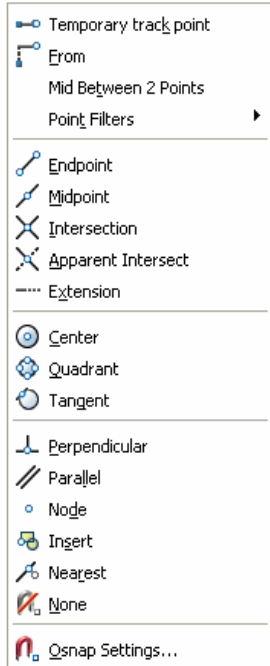 Temporary track point
From
Mid Between 2 Points
Point Filters
Endpoint
Midpoint
Intersection
Apparent Intersect
Extension
Center
Quadrant
Tangent
Perpendicular
Parallel
Node
Insert
Nearest
None
Osnap Settings...